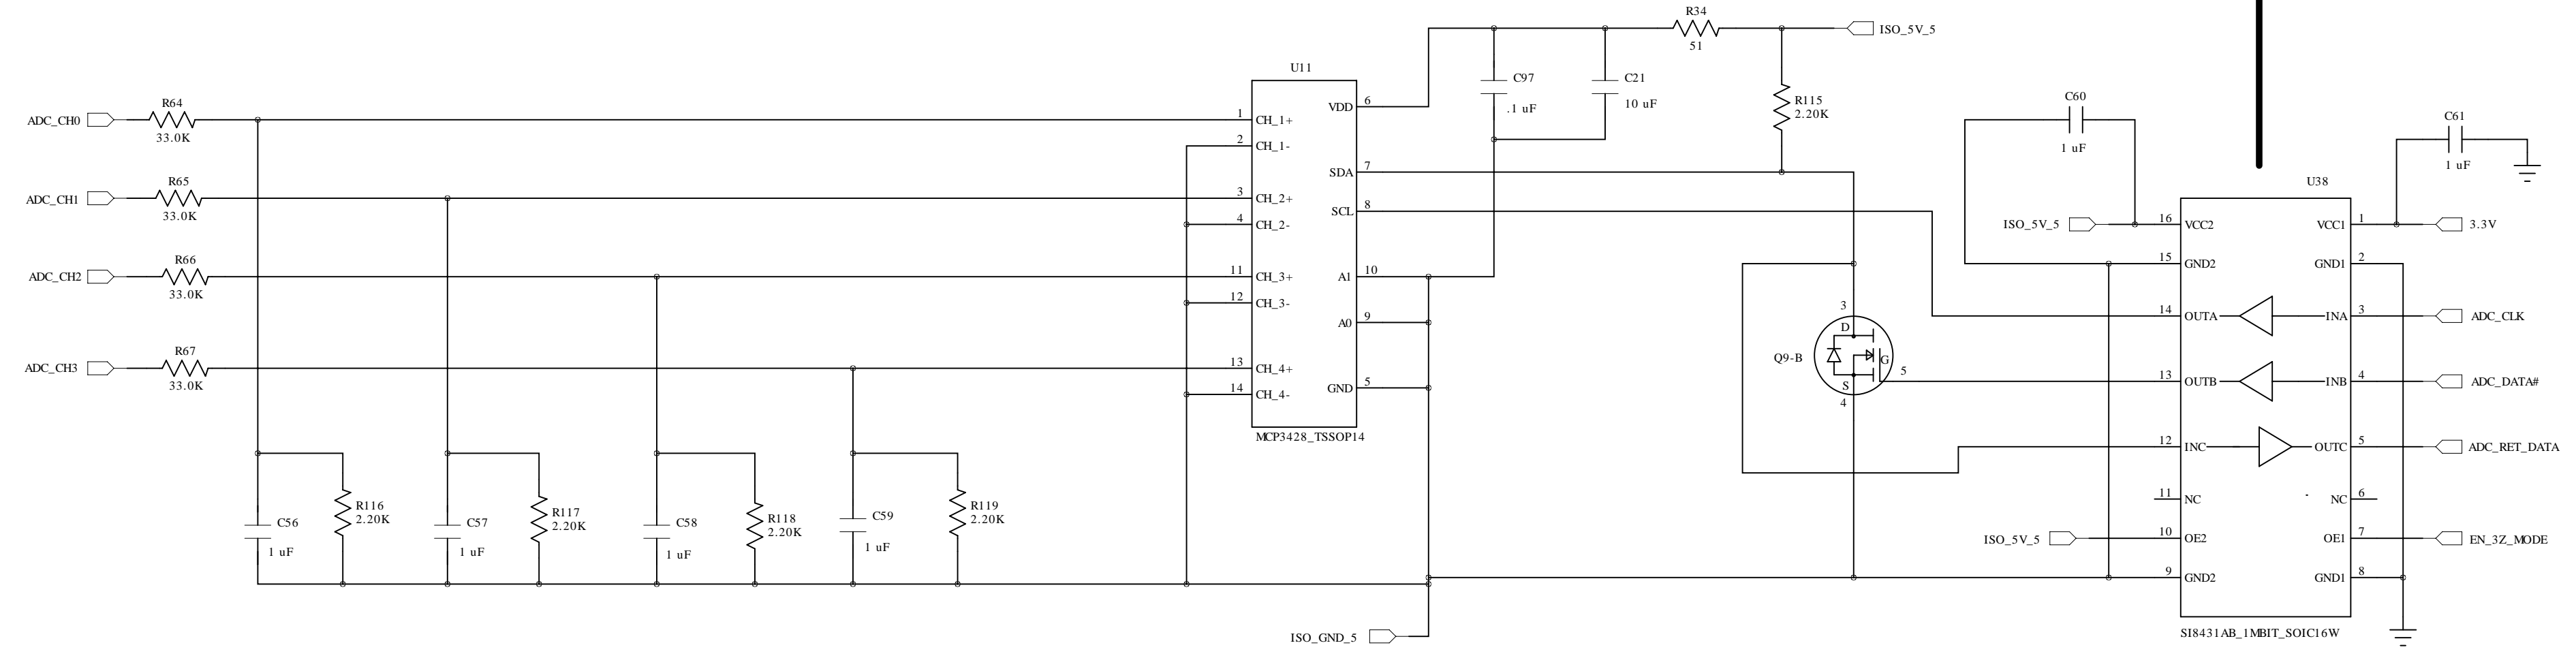 R34
51
ISO_5V_5
U11
C97
.1 uF
C21
10 uF
R115
2.20K
C60
1 uF
C61
1 uF
ADC_CH0
R64
33.0K
1
CH_1+
VDD
6
2
CH_1-
ADC_CH1
R65
33.0K
3
CH_2+
SDA
7
4
CH_2-
SCL
8
ADC_CH2
R66
33.0K
11
CH_3+
A1
10
12
CH_3-
A0
9
ADC_CH3
R67
33.0K
13
CH_4+
GND
5
14
CH_4-
MCP3428_TSSOP14
U38
ISO_5V_5
16
VCC2
VCC1
1
3.3V
15
GND2
GND1
2
14
OUTA
INA
3
ADC_CLK
13
OUTB
INB
4
ADC_DATA#
12
INC
OUTC
5
ADC_RET_DATA
11
NC
NC
6
ISO_5V_5
10
OE2
OE1
7
EN_3Z_MODE
9
GND2
GND1
8
SI8431AB_1MBIT_SOIC16W
3
D
Q9-B
G
5
S
4
C56
1 uF
R116
2.20K
C57
1 uF
R117
2.20K
C58
1 uF
R118
2.20K
C59
1 uF
R119
2.20K
ISO_GND_5